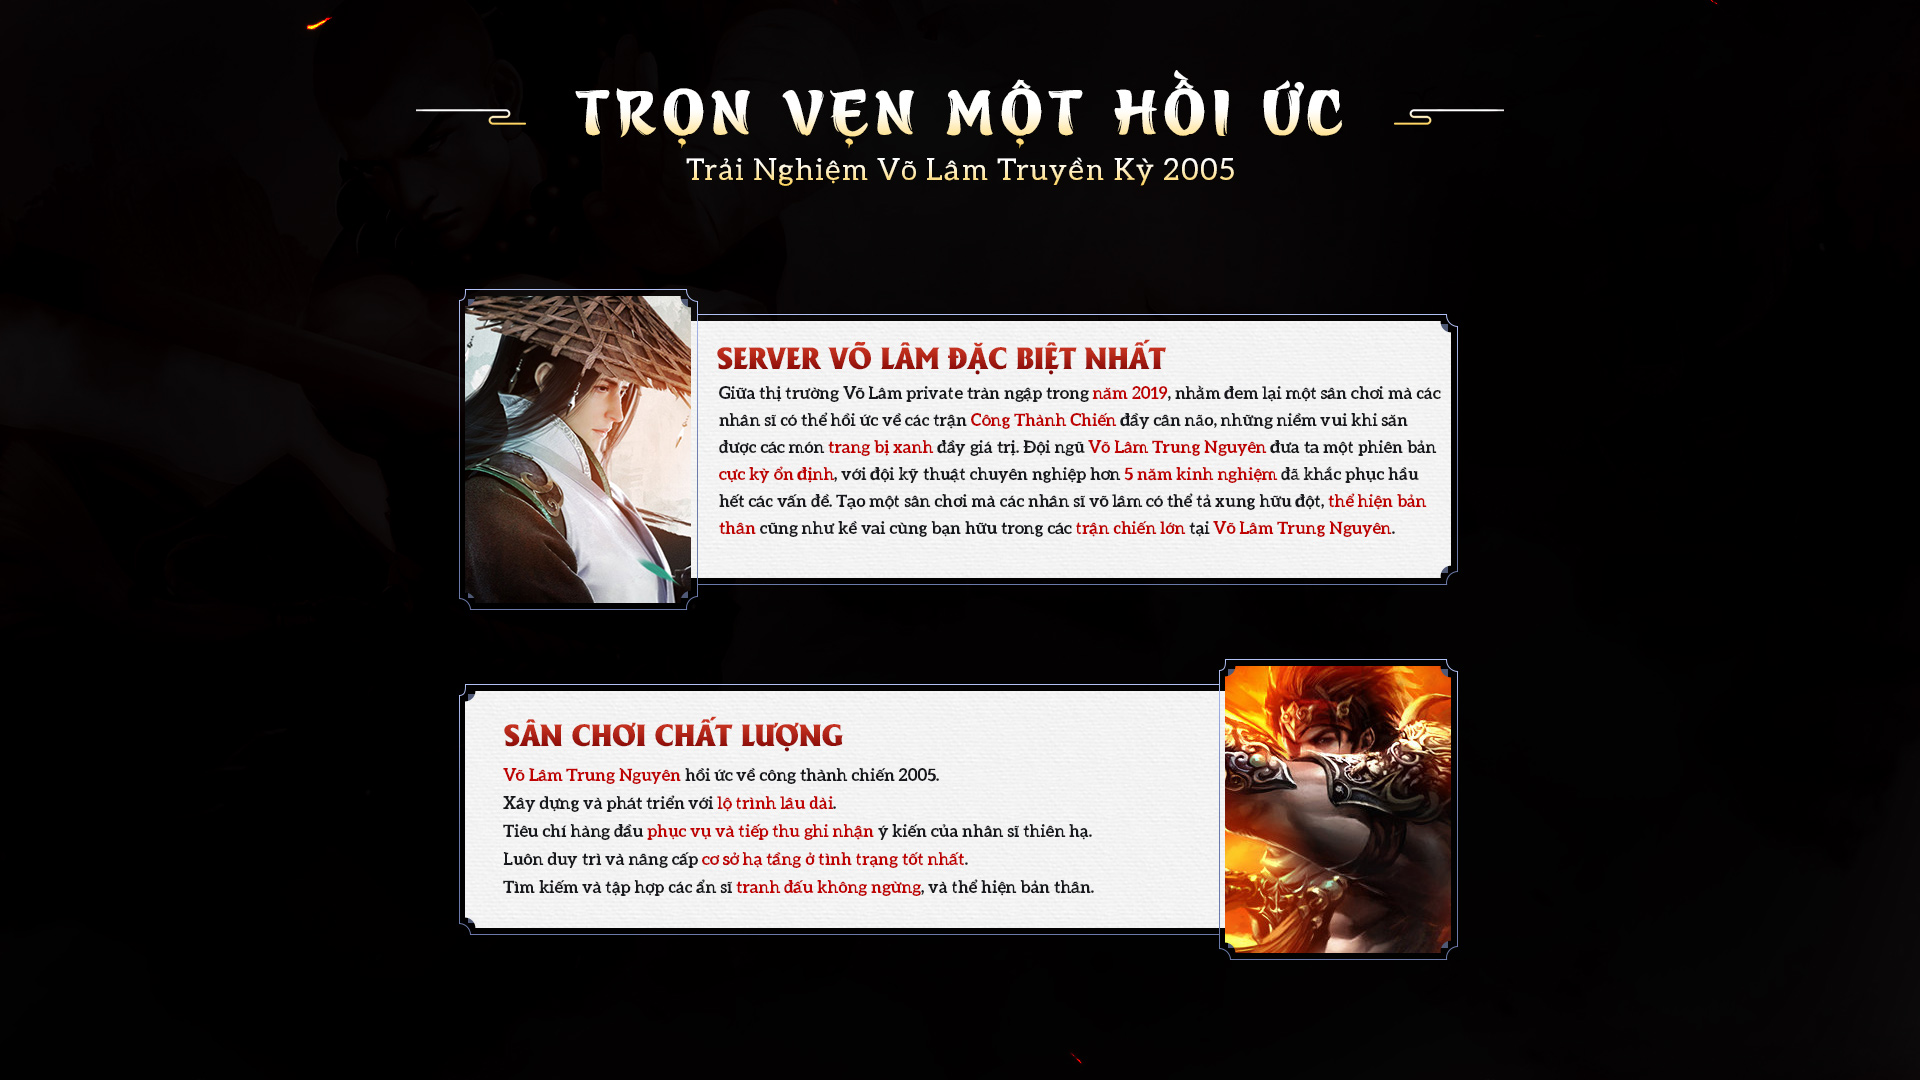 TRỌN VẸN MỘT HỒI ỨC
Trải Nghiệm Võ Lâm Truyền Kỳ 2005
SERVER VÕ LÂM ĐẶC BIỆT NHẤT
Giữa thị trường Võ Lâm private tràn ngập trong năm 2019, nhằm đem lại một sân chơi mà các
nhân sĩ có thể hồi ức về các trận Công Thành Chiến đầy cân não, những niềm vui khi săn
được các món trang bị xanh đầy giá trị. Đội ngũ Võ Lâm Trung Nguyên đưa ta một phiên bản
cực kỳ ổn định, với đội kỹ thuật chuyên nghiệp hơn 5 năm kinh nghiệm đã khắc phục hầu
hết các vấn đề. Tạo một sân chơi mà các nhân sĩ võ lâm có thể tả xung hữu đột, thể hiện bản
thân cũng như kề vai cùng bạn hữu trong các trận chiến lớn tại Võ Lâm Trung Nguyên.
SÂN CHƠI CHẤT LƯỢNG
Võ Lâm Trung Nguyên hồi ức về công thành chiến 2005.
Xây dựng và phát triển với lộ trình lâu dài.
Tiêu chí hàng đầu phục vụ và tiếp thu ghi nhận ý kiến của nhân sĩ thiên hạ.
Luôn duy trì và nâng cấp cơ sở hạ tầng ở tình trạng tốt nhất.
Tìm kiếm và tập hợp các ẩn sĩ tranh đấu không ngừng, và thể hiện bản thân.